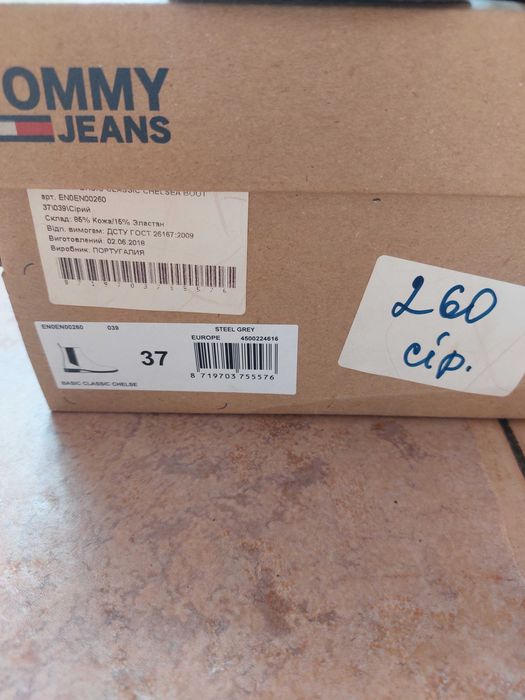 OMMY
JEANS
CLASSIC CHELSEA BOOT
арт. EN0EN00260
37\039\Сірий
Склад: 85% Кожа/15% Эластан
Відп. вимогам: ДСТУ ГОСТ 26167:2009
Виготовлений: 02.06.2018
Виробник: ПОРТУГАЛИЯ
8719703755576
EN0EN00260 039 STEEL GREY
EUROPE 4500224616
37
8 719703 755576
BASIC CLASSIC CHELSE
260
сір.